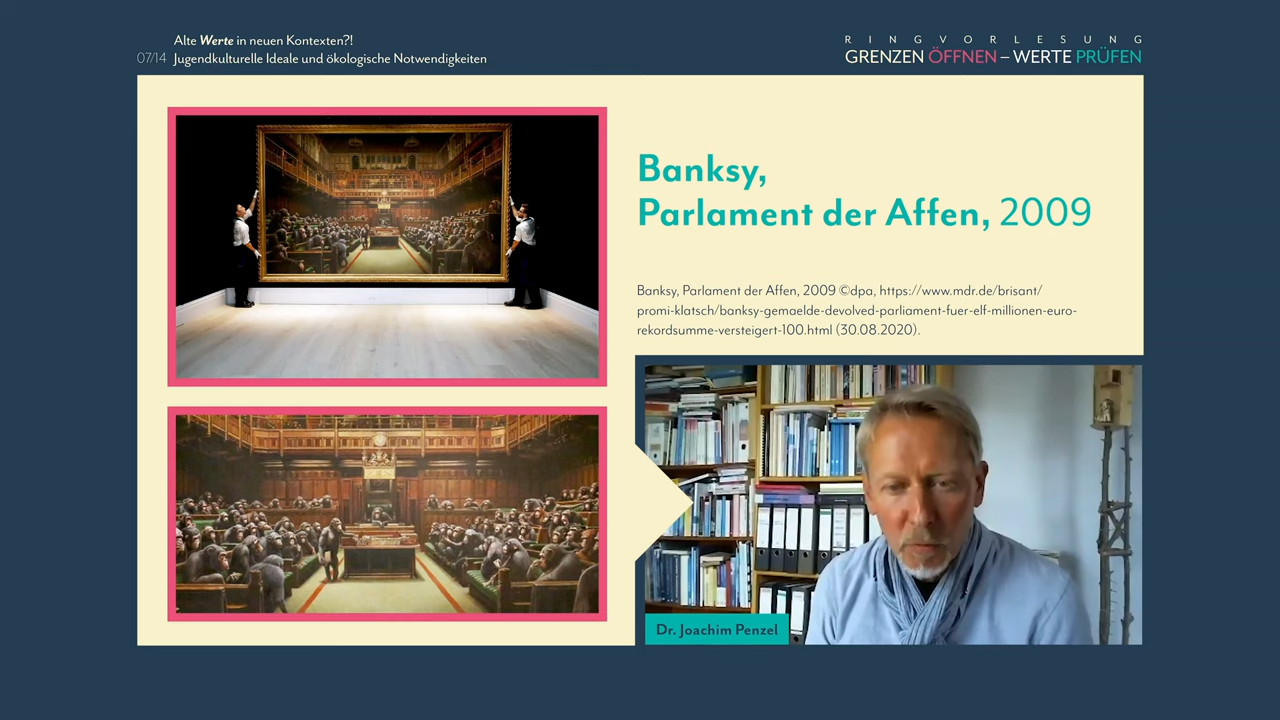 Alte Werte in neuen Kontexten?!
07/14 Jugendkulturelle Ideale und ökologische Notwendigkeiten
RINGVORLESUNG
GRENZEN ÖFFNEN – WERTE PRÜFEN
Banksy,
Parlament der Affen, 2009
Banksy, Parlament der Affen, 2009 ©dpa, https://www.mdr.de/brisant/
promi-klatsch/banksy-gemaelde-devolved-parliament-fuer-elf-millionen-euro-
rekordsumme-versteigert-100.html (30.08.2020).
Dr. Joachim Penzel